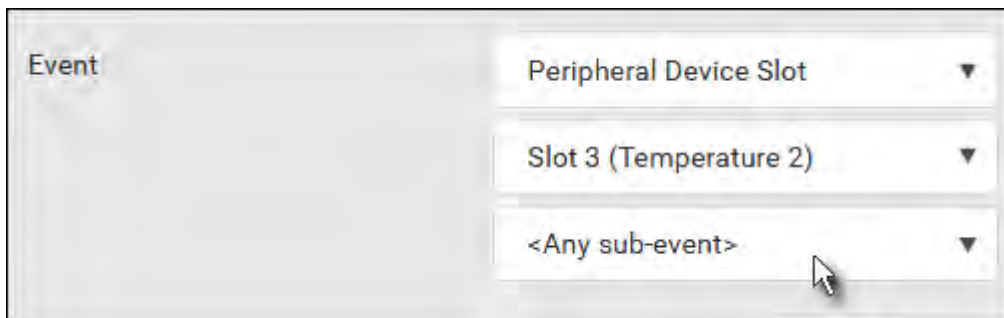 Event
Peripheral Device Slot
Slot 3 (Temperature 2)
<Any sub-event>